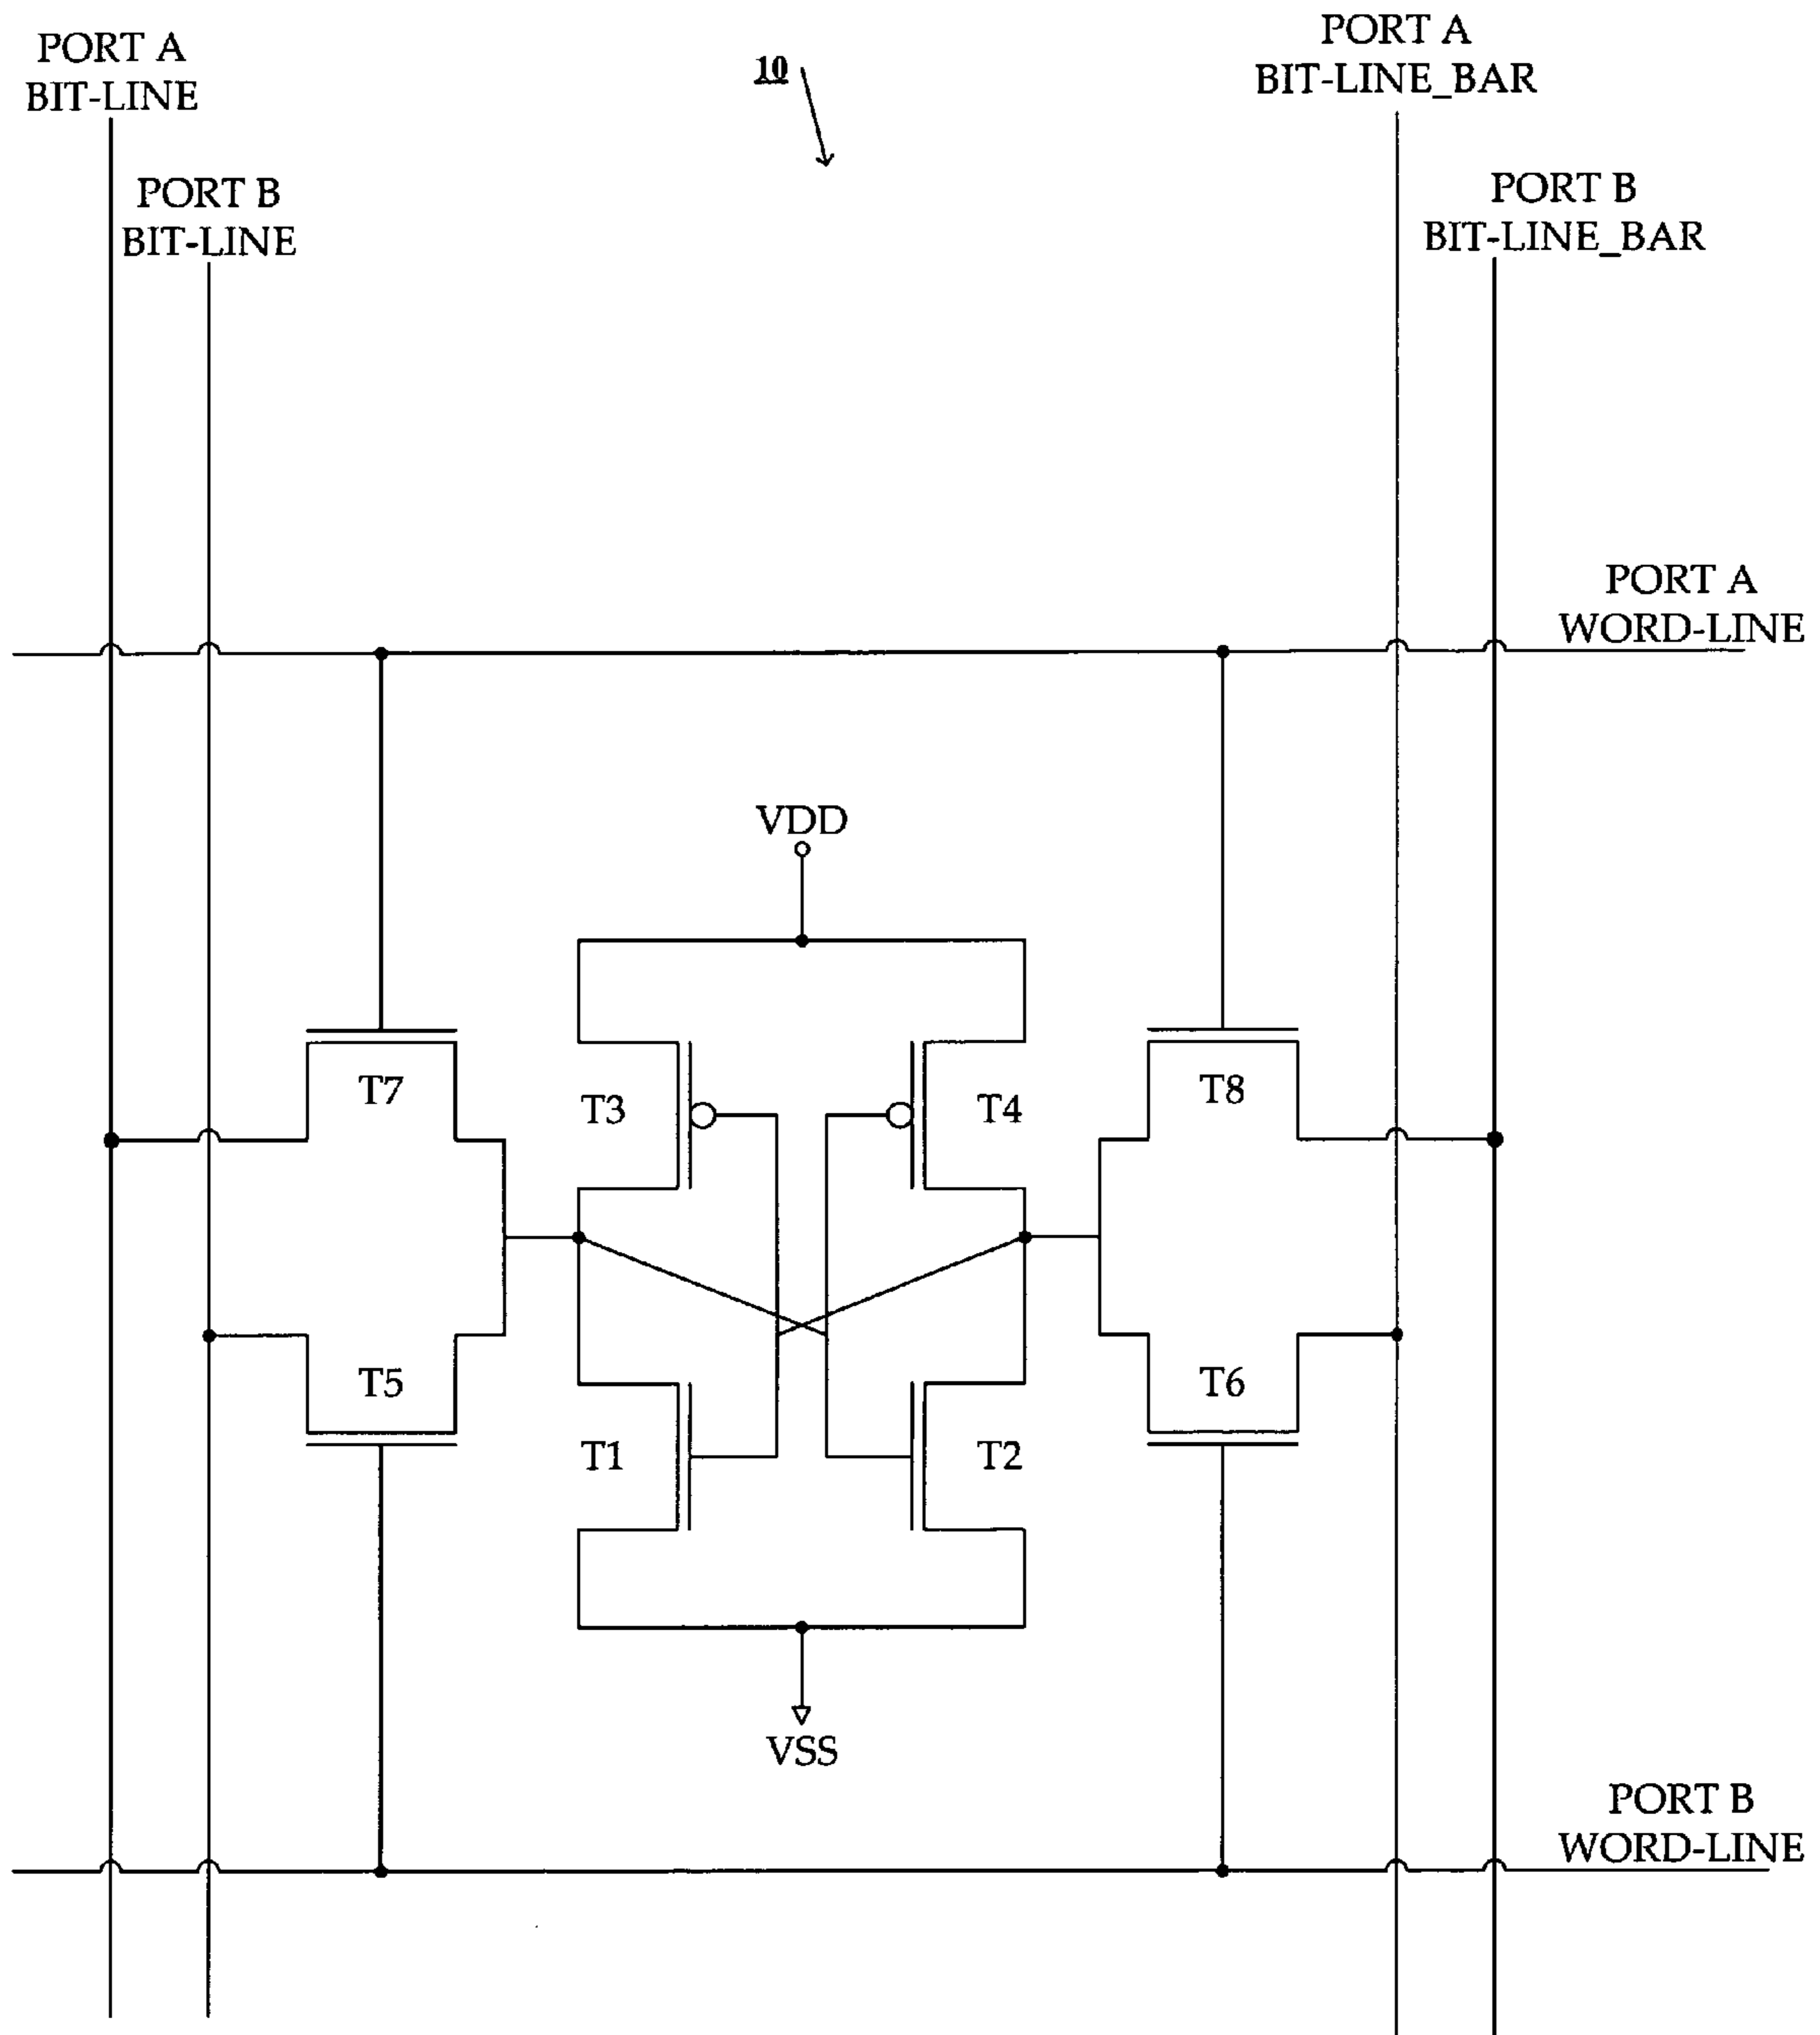 PORT A
BIT-LINE
10
PORT A
BIT-LINE_BAR
PORT B
BIT-LINE
PORT B
BIT-LINE_BAR
PORT A
WORD-LINE
VDD
T7
T3
T4
T8
T5
T1
T2
T6
VSS
PORT B
WORD-LINE